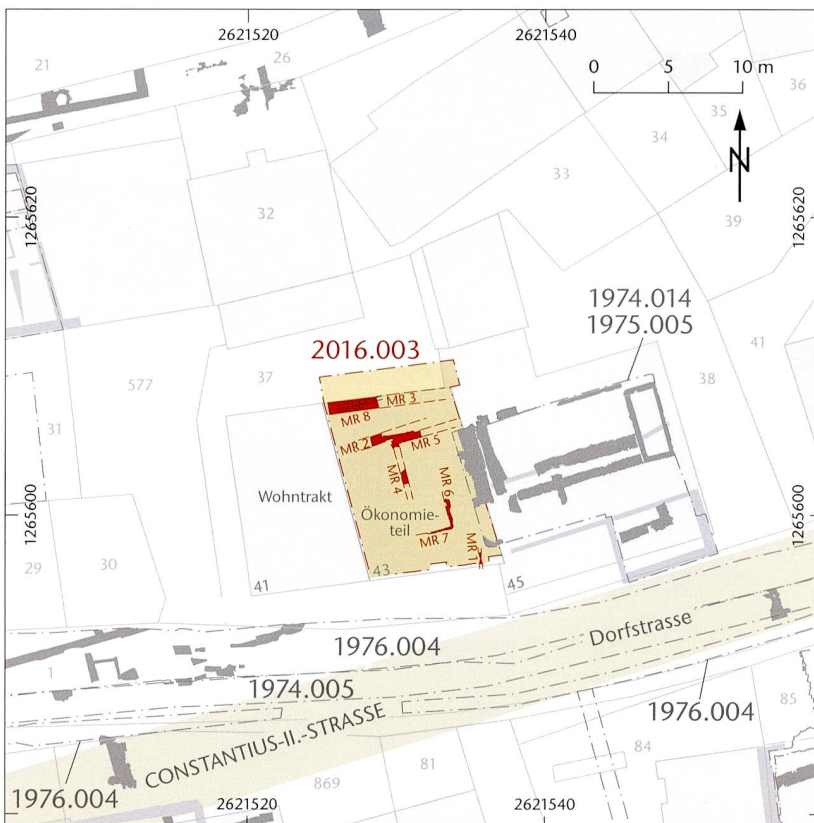 2621520
2621540
21
26
0 5 10 m
36
35
34
N
33
1265620
32
39
1265620
1974.014
1975.005
2016.003
41
577
37
38
MR 3
MR 8
31
MR 2
MR 5
MR 4
MR 6
Wohntrakt
Ökonomie-
teil
1265600
1265600
MR 7
MR 1
29
30
41
43
45
Dorfstrasse
1976.004
1
1974.005
1976.004
85
CONSTANTIUS-II.-STRASSE
84
81
869
1976.004
2621520
2621540